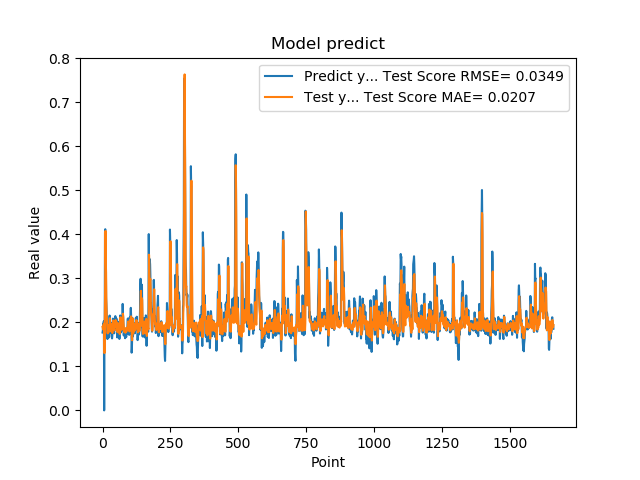 Model predict
Predict y... Test Score RMSE= 0.0349
Test y... Test Score MAE= 0.0207
Real value
0.8
0.7
0.6
0.5
0.4
0.3
0.2
0.1
0.0
0 250 500 750 1000 1250 1500
Point